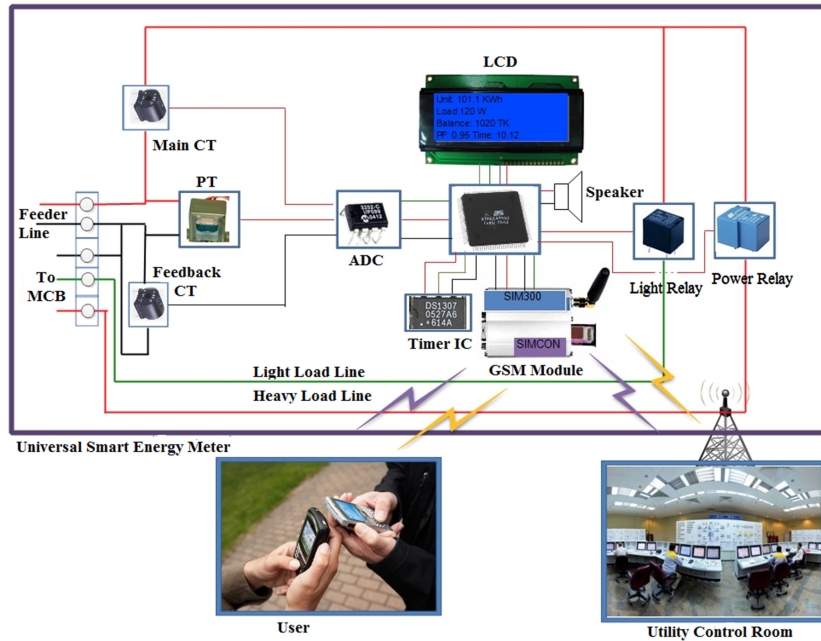 LCD
Unit: 101.1 KWh
Load:120 W
Balance: 1020 TK
PF: 0.95 Time: 10:12
Main CT
PT
Speaker
Feeder
Line
ADC
To
MCB
Feedback
CT
DS1307
0527A6
+614A
Timer IC
SIM300
SIMCON
GSM Module
Light Relay
Power Relay
Light Load Line
Heavy Load Line
Universal Smart Energy Meter
User
Utility Control Room